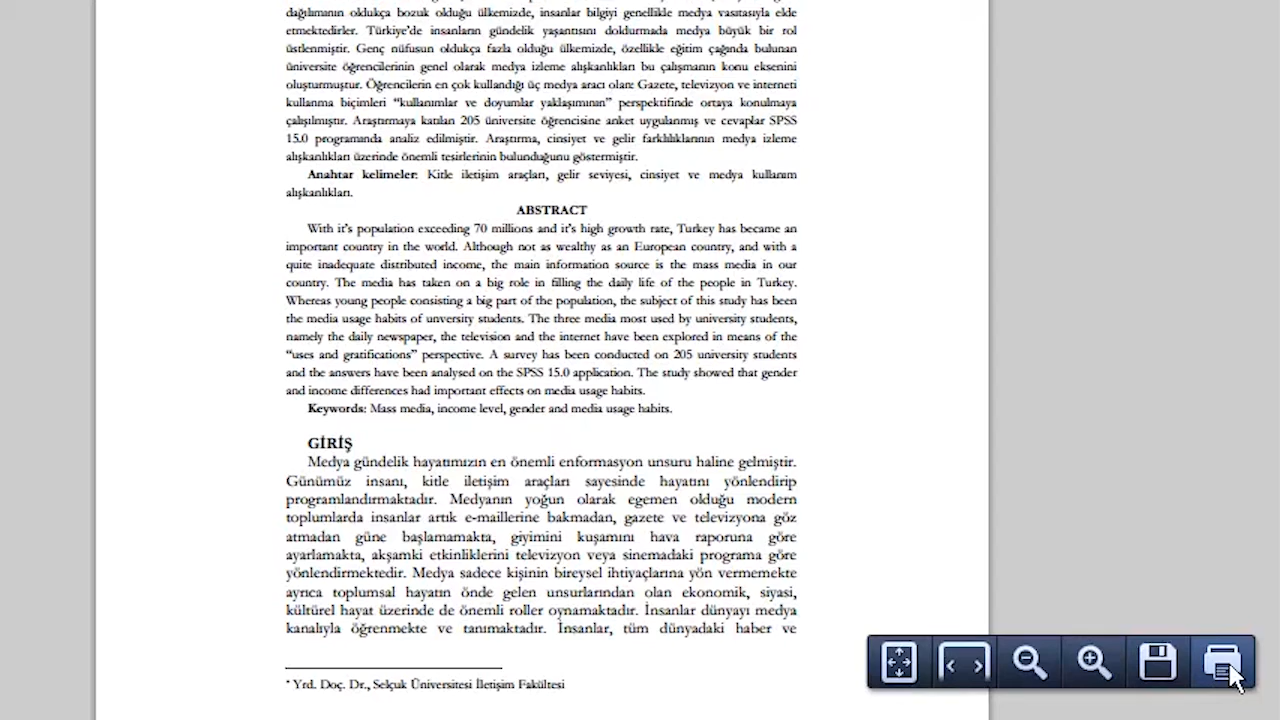 dağılımının oldukça bozuk olduğu ülkemizde, insanlar bilgiyi genellikle medya vasıtasıyla elde
etmektedirler. Türkiye’de insanların gündelik yaşantısını doldurmada medya büyük bir rol
üstlenmiştir. Genç nüfusun oldukça fazla olduğu ülkemizde, özellikle eğitim çağında bulunan
üniversite öğrencilerinin genel olarak medya izleme alışkanlıkları bu çalışmanın konu eksenini
oluşturmuştur. Öğrencilerin en çok kullandığı üç medya aracı olan: Gazete, televizyon ve interneti
kullanma biçimleri “kullanımlar ve doyumlar yaklaşımının” perspektifinde ortaya konulmaya
çalışılmıştır. Araştırmaya katılan 205 üniversite öğrencisine anket uygulanmış ve cevaplar SPSS
15.0 programında analiz edilmiştir. Araştırma, cinsiyet ve gelir farklılıklarının medya izleme
alışkanlıkları üzerinde önemli tesirlerinin bulunduğunu göstermiştir.
Anahtar kelimeler: Kitle iletişim araçları, gelir seviyesi, cinsiyet ve medya kullanım
alışkanlıkları.
ABSTRACT
With it’s population exceeding 70 millions and it’s high growth rate, Turkey has became an
important country in the world. Although not as wealthy as an European country, and with a
quite inadequate distributed income, the main information source is the mass media in our
country. The media has taken on a big role in filling the daily life of the people in Turkey.
Whereas young people consisting a big part of the population, the subject of this study has been
the media usage habits of unversity students. The three media most used by university students,
namely the daily newspaper, the television and the internet have been explored in means of the
“uses and gratifications” perspective. A survey has been conducted on 205 university students
and the answers have been analysed on the SPSS 15.0 application. The study showed that gender
and income differences had important effects on media usage habits.
Keywords: Mass media, income level, gender and media usage habits.
GİRİŞ
Medya gündelik hayatımızın en önemli enformasyon unsuru haline gelmiştir.
Günümüz insanı, kitle iletişim araçları sayesinde hayatını yönlendirip
programlandırmaktadır. Medyanın yoğun olarak egemen olduğu modern
toplumlarda insanlar artık e-maillerine bakmadan, gazete ve televizyona göz
atmadan güne başlamamakta, giyimini kuşamını hava raporuna göre
ayarlamakta, akşamki etkinliklerini televizyon veya sinemadaki programa göre
yönlendirmektedir. Medya sadece kişinin bireysel ihtiyaçlarına yön vermemekte
ayrıca toplumsal hayatın önde gelen unsurlarından olan ekonomik, siyasi,
kültürel hayat üzerinde de önemli roller oynamaktadır. İnsanlar dünyayı medya
kanalıyla öğrenmekte ve tanımaktadır. İnsanlar, tüm dünyadaki haber ve
* Yrd. Doç. Dr., Selçuk Üniversitesi İletişim Fakültesi